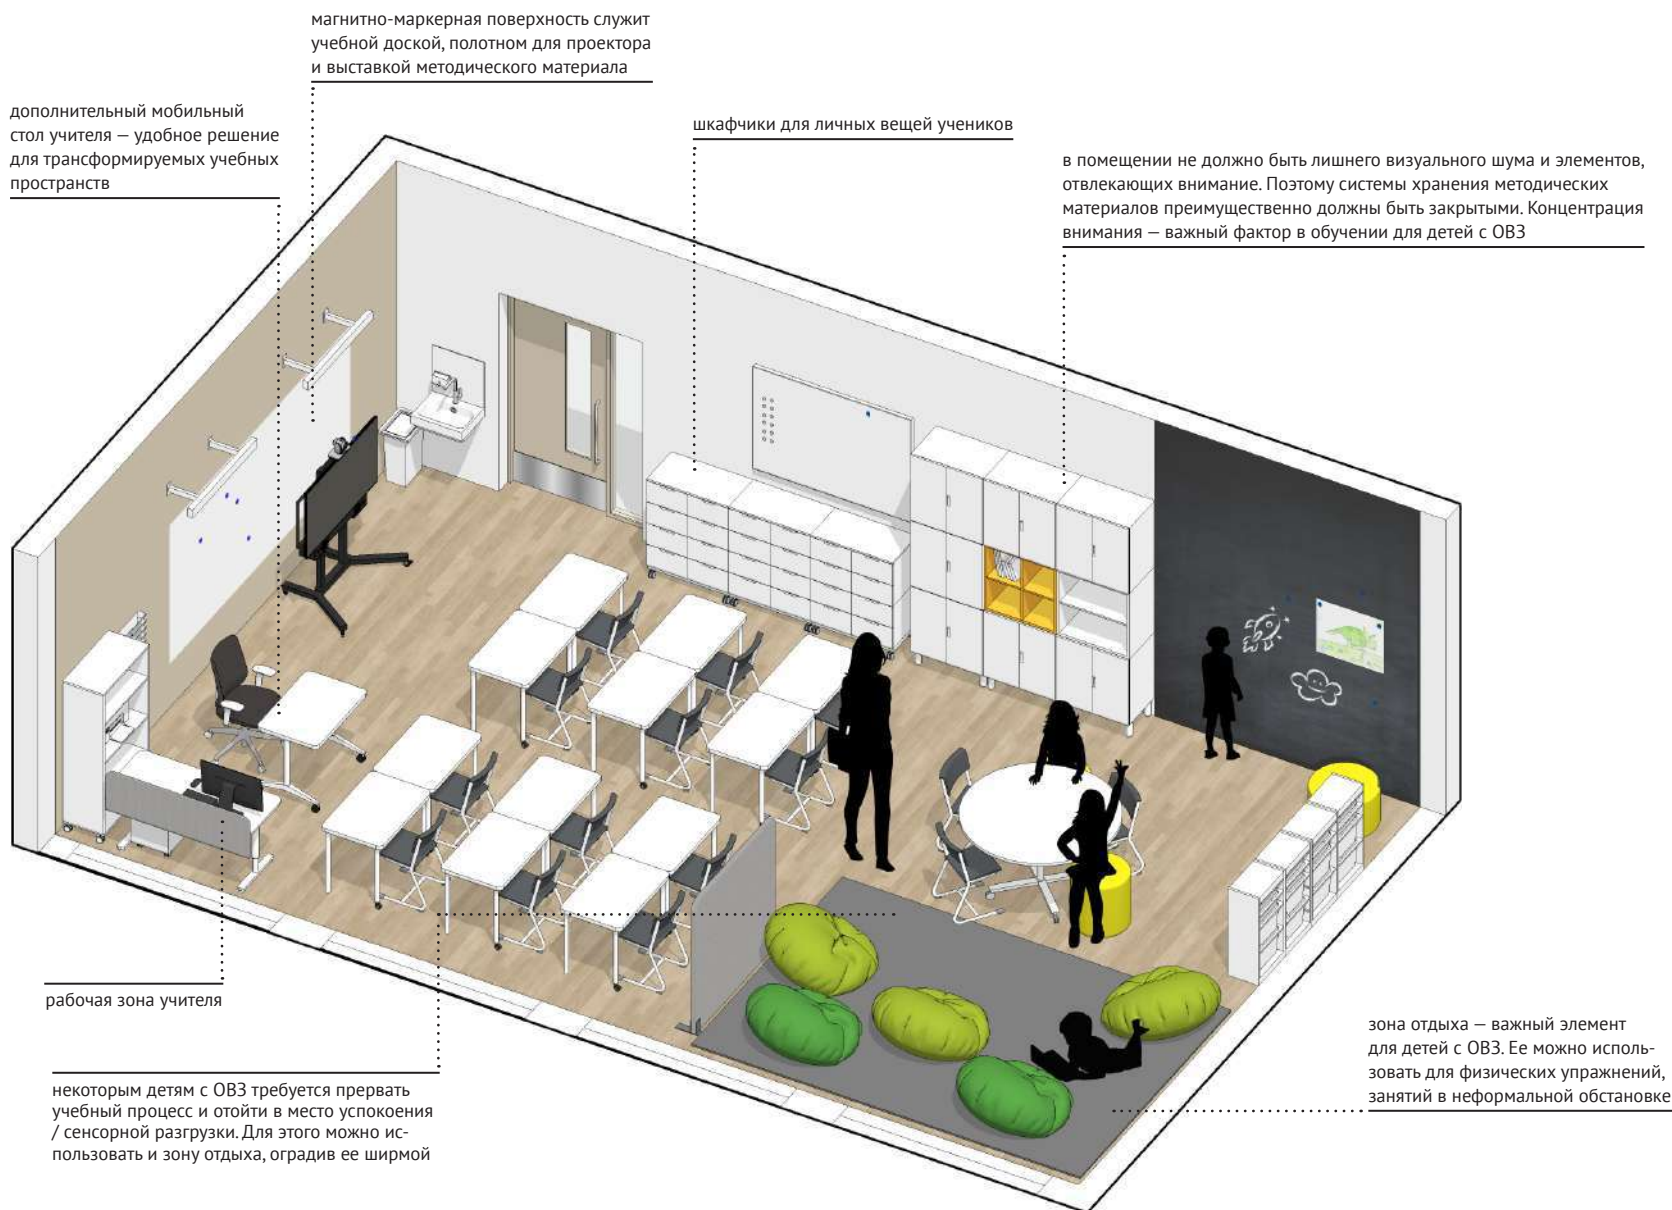 магнитно-маркерная поверхность служит
учебной доской, полотном для проектора
и выставкой методического материала
дополнительный мобильный
стол учителя — удобное решение
для трансформируемых учебных
пространств
шкафчики для личных вещей учеников
в помещении не должно быть лишнего визуального шума и элементов,
отвлекающих внимание. Поэтому системы хранения методических
материалов преимущественно должны быть закрытыми. Концентрация
внимания — важный фактор в обучении для детей с ОВЗ
рабочая зона учителя
некоторым детям с ОВЗ требуется прервать
учебный процесс и отойти в место успокоения
/ сенсорной разгрузки. Для этого можно ис-
пользовать и зону отдыха, оградив ее ширмой
зона отдыха — важный элемент
для детей с ОВЗ. Ее можно исполь-
зовать для физических упражнений,
занятий в неформальной обстановке